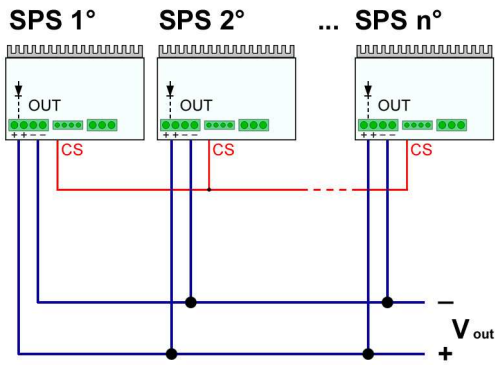 SPS 1° SPS 2° ... SPS n°
OUT OUT OUT
+ + − − + + − − + + − −
CS CS CS
−
V out
+